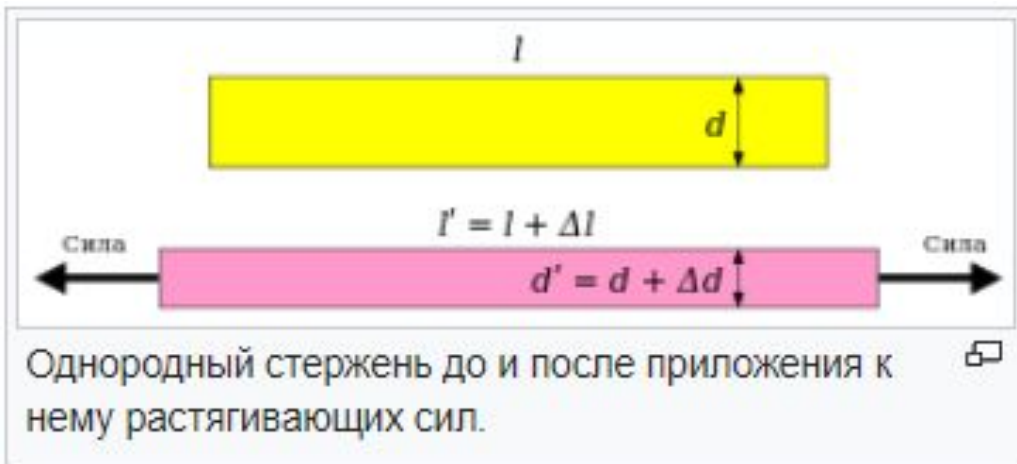 l
d
l' = l + Δl
Сила
Сила
d' = d + Δd
Однородный стержень до и после приложения к
нему растягивающих сил.